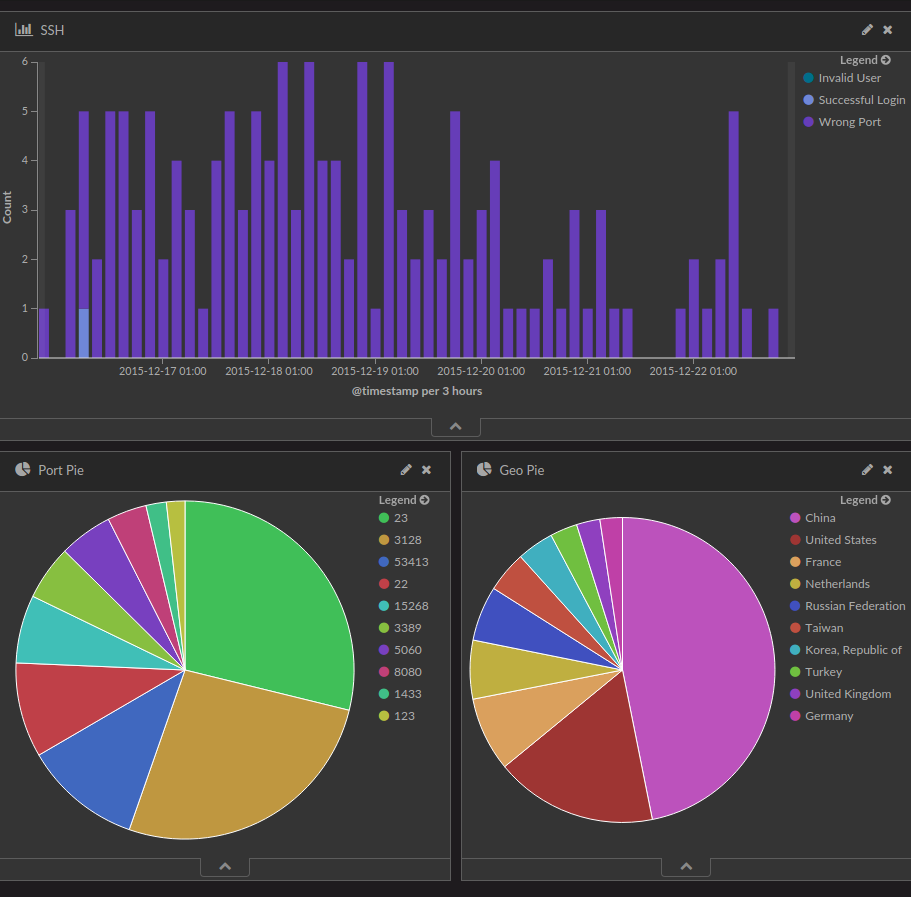 SSH
Legend
Invalid User
Successful Login
Wrong Port
6
5
4
3
2
1
0
Count
2015-12-17 01:00 2015-12-18 01:00 2015-12-19 01:00 2015-12-20 01:00 2015-12-21 01:00 2015-12-22 01:00
@timestamp per 3 hours
Port Pie
Legend
23
3128
53413
22
15268
3389
5060
8080
1433
123
Geo Pie
Legend
China
United States
France
Netherlands
Russian Federation
Taiwan
Korea, Republic of
Turkey
United Kingdom
Germany